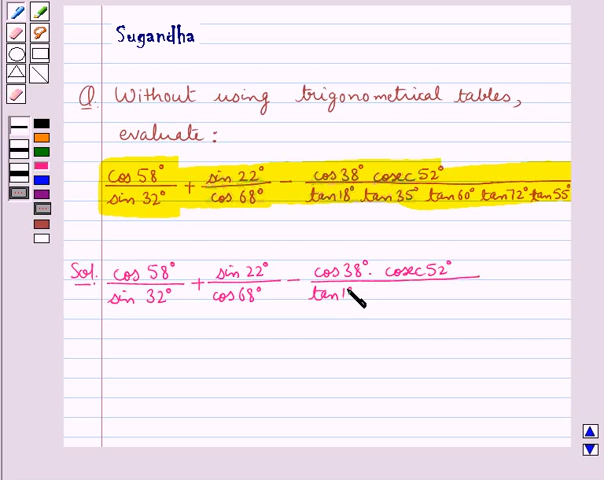 Sugandha
Q. Without using trigonometrical tables,
evaluate:
cos 58° / sin 32° + sin 22° / cos 68° − cos 38° cosec 52° / tan 18° tan 35° tan 60° tan 72° tan 55°
Sol. cos 58° / sin 32° + sin 22° / cos 68° − cos 38° · cosec 52° / tan 18